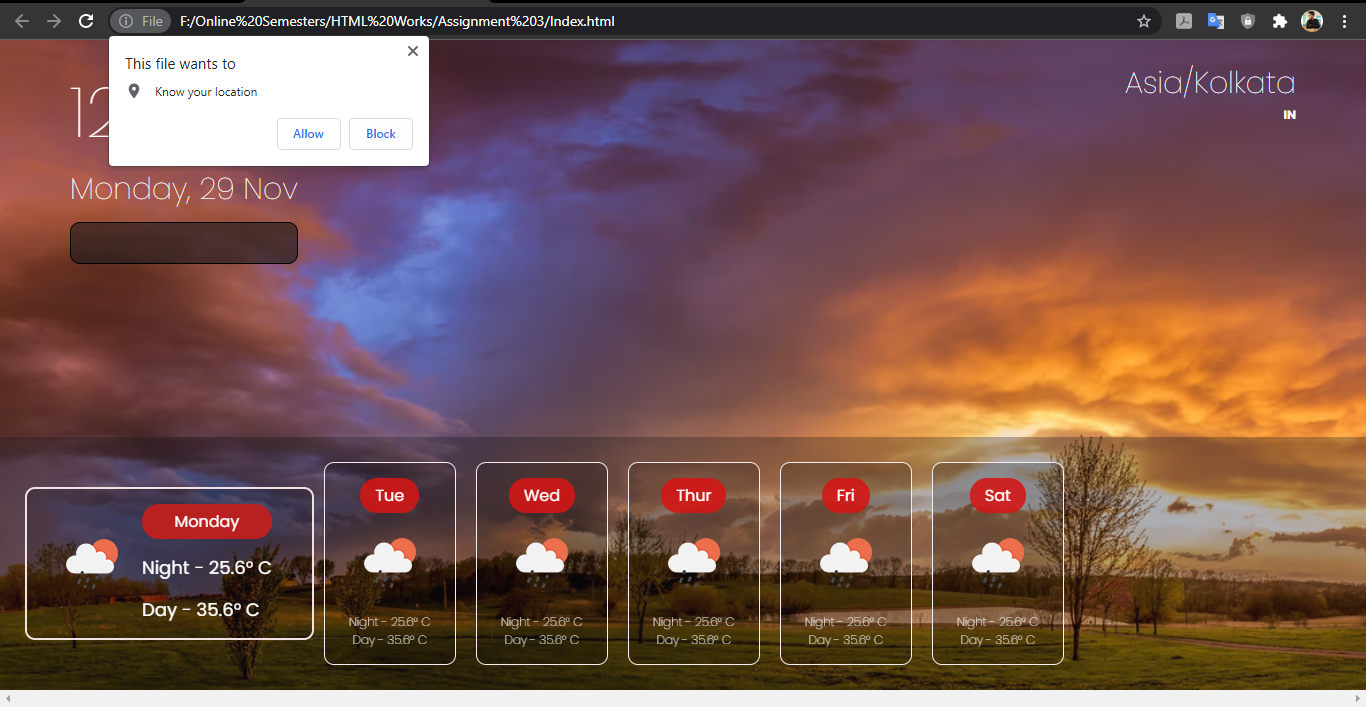 File F:/Online%20Semesters/HTML%20Works/Assignment%203/Index.html
This file wants to
Know your location
Allow Block
12
Monday, 29 Nov
Asia/Kolkata
IN
Monday
Night - 25.6° C
Day - 35.6° C
Tue
Night - 25.6° C
Day - 35.6° C
Wed
Night - 25.6° C
Day - 35.6° C
Thur
Night - 25.6° C
Day - 35.6° C
Fri
Night - 25.6° C
Day - 35.6° C
Sat
Night - 25.6° C
Day - 35.6° C